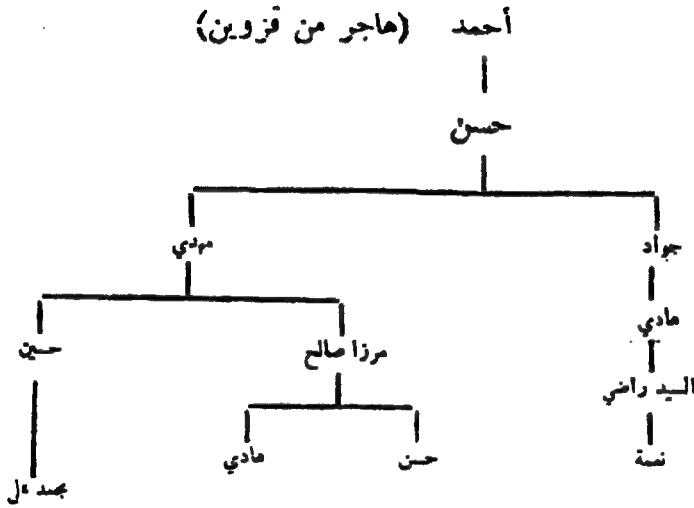 أحمد (هاجر من قزوين)
حسن
جواد
مهدي
هادي
مرزا صالح
حسين
السيد راضي
نعمة
حسن
هادي